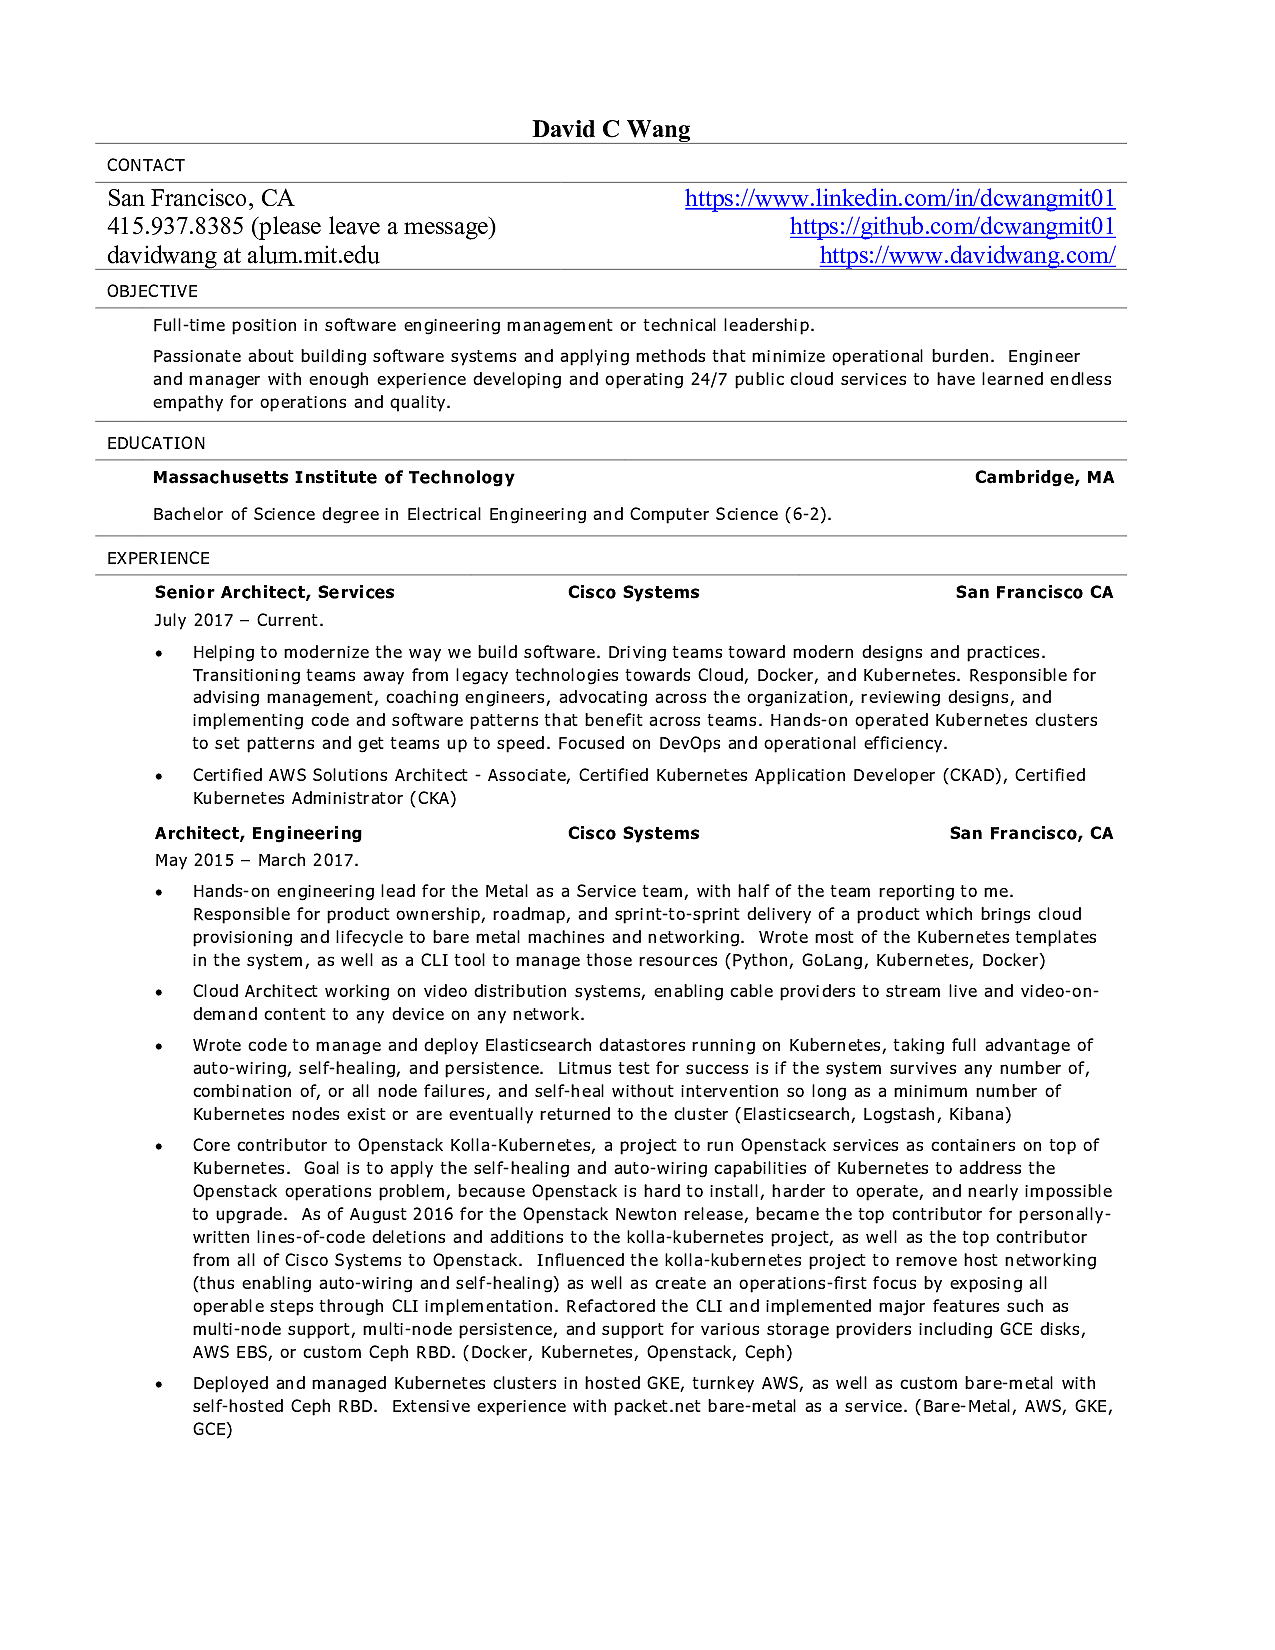 David C Wang
CONTACT
San Francisco, CA https://www.linkedin.com/in/dcwangmit01
415.937.8385 (please leave a message) https://github.com/dcwangmit01
davidwang at alum.mit.edu https://www.davidwang.com/
OBJECTIVE
Full-time position in software engineering management or technical leadership.
Passionate about building software systems and applying methods that minimize operational burden.  Engineer
and manager with enough experience developing and operating 24/7 public cloud services to have learned endless
empathy for operations and quality.
EDUCATION
Massachusetts Institute of Technology Cambridge, MA
Bachelor of Science degree in Electrical Engineering and Computer Science (6-2).
EXPERIENCE
Senior Architect, Services Cisco Systems San Francisco CA
July 2017 – Current.
• Helping to modernize the way we build software. Driving teams toward modern designs and practices.
Transitioning teams away from legacy technologies towards Cloud, Docker, and Kubernetes. Responsible for
advising management, coaching engineers, advocating across the organization, reviewing designs, and
implementing code and software patterns that benefit across teams. Hands-on operated Kubernetes clusters
to set patterns and get teams up to speed. Focused on DevOps and operational efficiency.
• Certified AWS Solutions Architect - Associate, Certified Kubernetes Application Developer (CKAD), Certified
Kubernetes Administrator (CKA)
Architect, Engineering Cisco Systems San Francisco, CA
May 2015 – March 2017.
• Hands-on engineering lead for the Metal as a Service team, with half of the team reporting to me.
Responsible for product ownership, roadmap, and sprint-to-sprint delivery of a product which brings cloud
provisioning and lifecycle to bare metal machines and networking.  Wrote most of the Kubernetes templates
in the system, as well as a CLI tool to manage those resources (Python, GoLang, Kubernetes, Docker)
• Cloud Architect working on video distribution systems, enabling cable providers to stream live and video-on-
demand content to any device on any network.
• Wrote code to manage and deploy Elasticsearch datastores running on Kubernetes, taking full advantage of
auto-wiring, self-healing, and persistence.  Litmus test for success is if the system survives any number of,
combination of, or all node failures, and self-heal without intervention so long as a minimum number of
Kubernetes nodes exist or are eventually returned to the cluster (Elasticsearch, Logstash, Kibana)
• Core contributor to Openstack Kolla-Kubernetes, a project to run Openstack services as containers on top of
Kubernetes.  Goal is to apply the self-healing and auto-wiring capabilities of Kubernetes to address the
Openstack operations problem, because Openstack is hard to install, harder to operate, and nearly impossible
to upgrade.  As of August 2016 for the Openstack Newton release, became the top contributor for personally-
written lines-of-code deletions and additions to the kolla-kubernetes project, as well as the top contributor
from all of Cisco Systems to Openstack.  Influenced the kolla-kubernetes project to remove host networking
(thus enabling auto-wiring and self-healing) as well as create an operations-first focus by exposing all
operable steps through CLI implementation. Refactored the CLI and implemented major features such as
multi-node support, multi-node persistence, and support for various storage providers including GCE disks,
AWS EBS, or custom Ceph RBD. (Docker, Kubernetes, Openstack, Ceph)
• Deployed and managed Kubernetes clusters in hosted GKE, turnkey AWS, as well as custom bare-metal with
self-hosted Ceph RBD.  Extensive experience with packet.net bare-metal as a service. (Bare-Metal, AWS, GKE,
GCE)